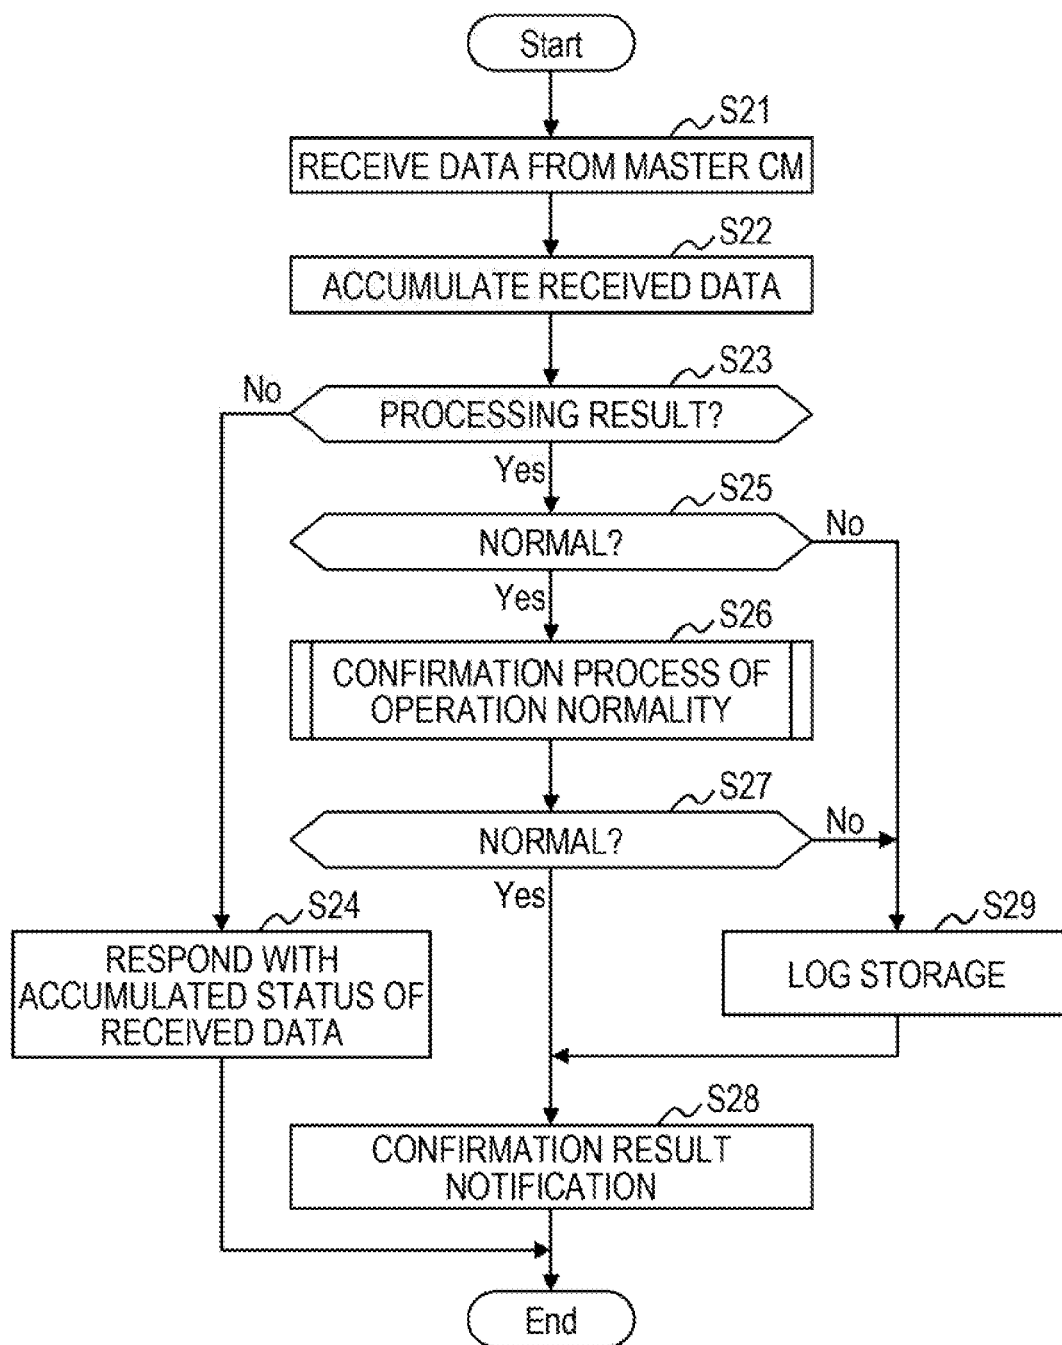 Start
S21
RECEIVE DATA FROM MASTER CM
S22
ACCUMULATE RECEIVED DATA
S23
No
PROCESSING RESULT?
Yes
S25
NORMAL?
No
Yes
S26
CONFIRMATION PROCESS OF
OPERATION NORMALITY
S27
NORMAL?
No
Yes
S24
RESPOND WITH
ACCUMULATED STATUS OF
RECEIVED DATA
S29
LOG STORAGE
S28
CONFIRMATION RESULT
NOTIFICATION
End